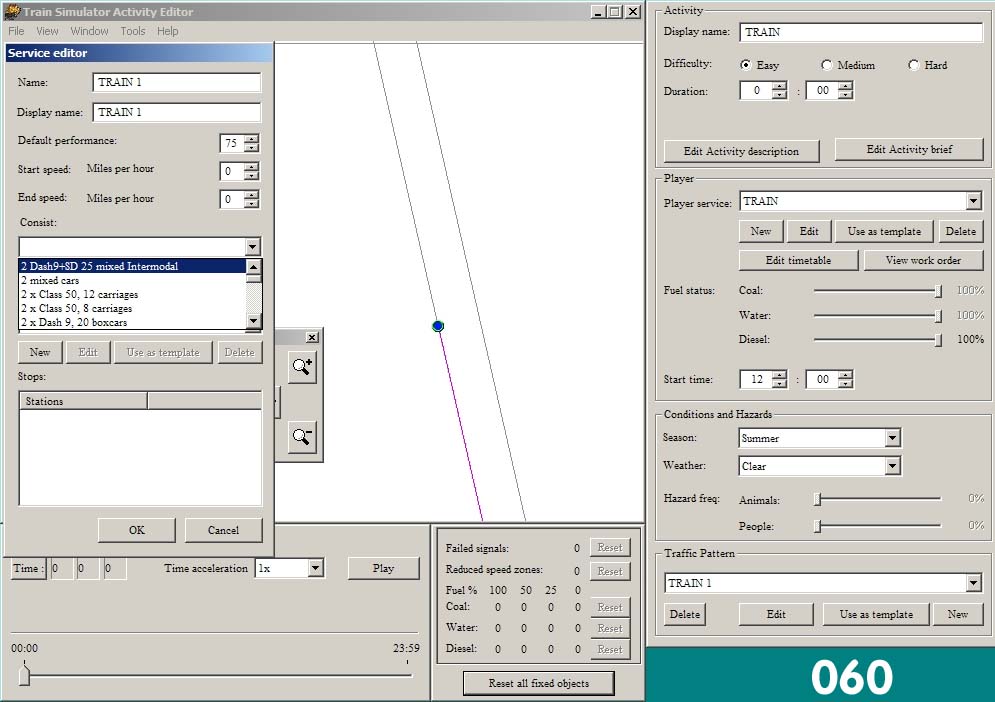 Train Simulator Activity Editor
File View Window Tools Help
Service editor
Name: TRAIN 1
Display name: TRAIN 1
Default performance: 75
Start speed: Miles per hour 0
End speed: Miles per hour 0
Consist:
2 Dash9+SD 25 mixed Intermodal
2 mixed cars
2 x Class 50, 12 carriages
2 x Class 50, 8 carriages
2 x Dash 9, 20 boxcars
New Edit Use as template Delete
Stops:
Stations
OK Cancel
Time : 0 0 0 Time acceleration 1x Play
00:00 23:59
Failed signals: 0 Reset
Reduced speed zones: 0 Reset
Fuel % 100 50 25 0
Coal: 0 0 0 0 Reset
Water: 0 0 0 0 Reset
Diesel: 0 0 0 0 Reset
Reset all fixed objects
Activity
Display name: TRAIN
Difficulty: Easy Medium Hard
Duration: 0 : 00
Edit Activity description Edit Activity brief
Player
Player service: TRAIN
New Edit Use as template Delete
Edit timetable View work order
Fuel status: Coal: 100%
Water: 100%
Diesel: 100%
Start time: 12 : 00
Conditions and Hazards
Season: Summer
Weather: Clear
Hazard freq: Animals: 0%
People: 0%
Traffic Pattern
TRAIN 1
Delete Edit Use as template New
060